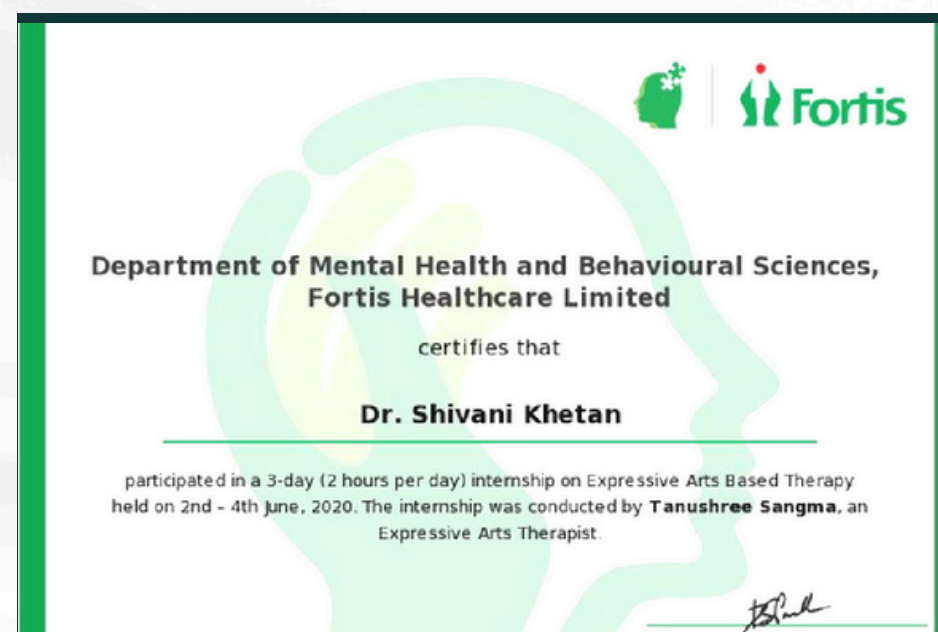 Fortis
Department of Mental Health and Behavioural Sciences,
Fortis Healthcare Limited
certifies that
Dr. Shivani Khetan
participated in a 3-day (2 hours per day) internship on Expressive Arts Based Therapy
held on 2nd – 4th June, 2020. The internship was conducted by Tanushree Sangma, an
Expressive Arts Therapist.